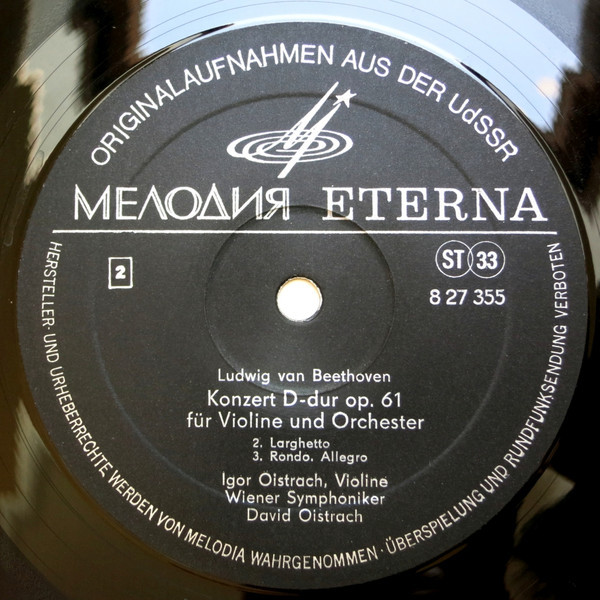 ORIGINALAUFNAHMEN AUS DER UdSSR
МЕЛОДИЯ ETERNA
2
ST 33
8 27 355
Ludwig van Beethoven
Konzert D-dur op. 61
für Violine und Orchester
2. Larghetto
3. Rondo. Allegro
Igor Oistrach, Violine
Wiener Symphoniker
David Oistrach
HERSTELLER- UND URHEBERRECHTE WERDEN VON MELODIA WAHRGENOMMEN · ÜBERSPIELUNG UND RUNDFUNKSENDUNG VERBOTEN